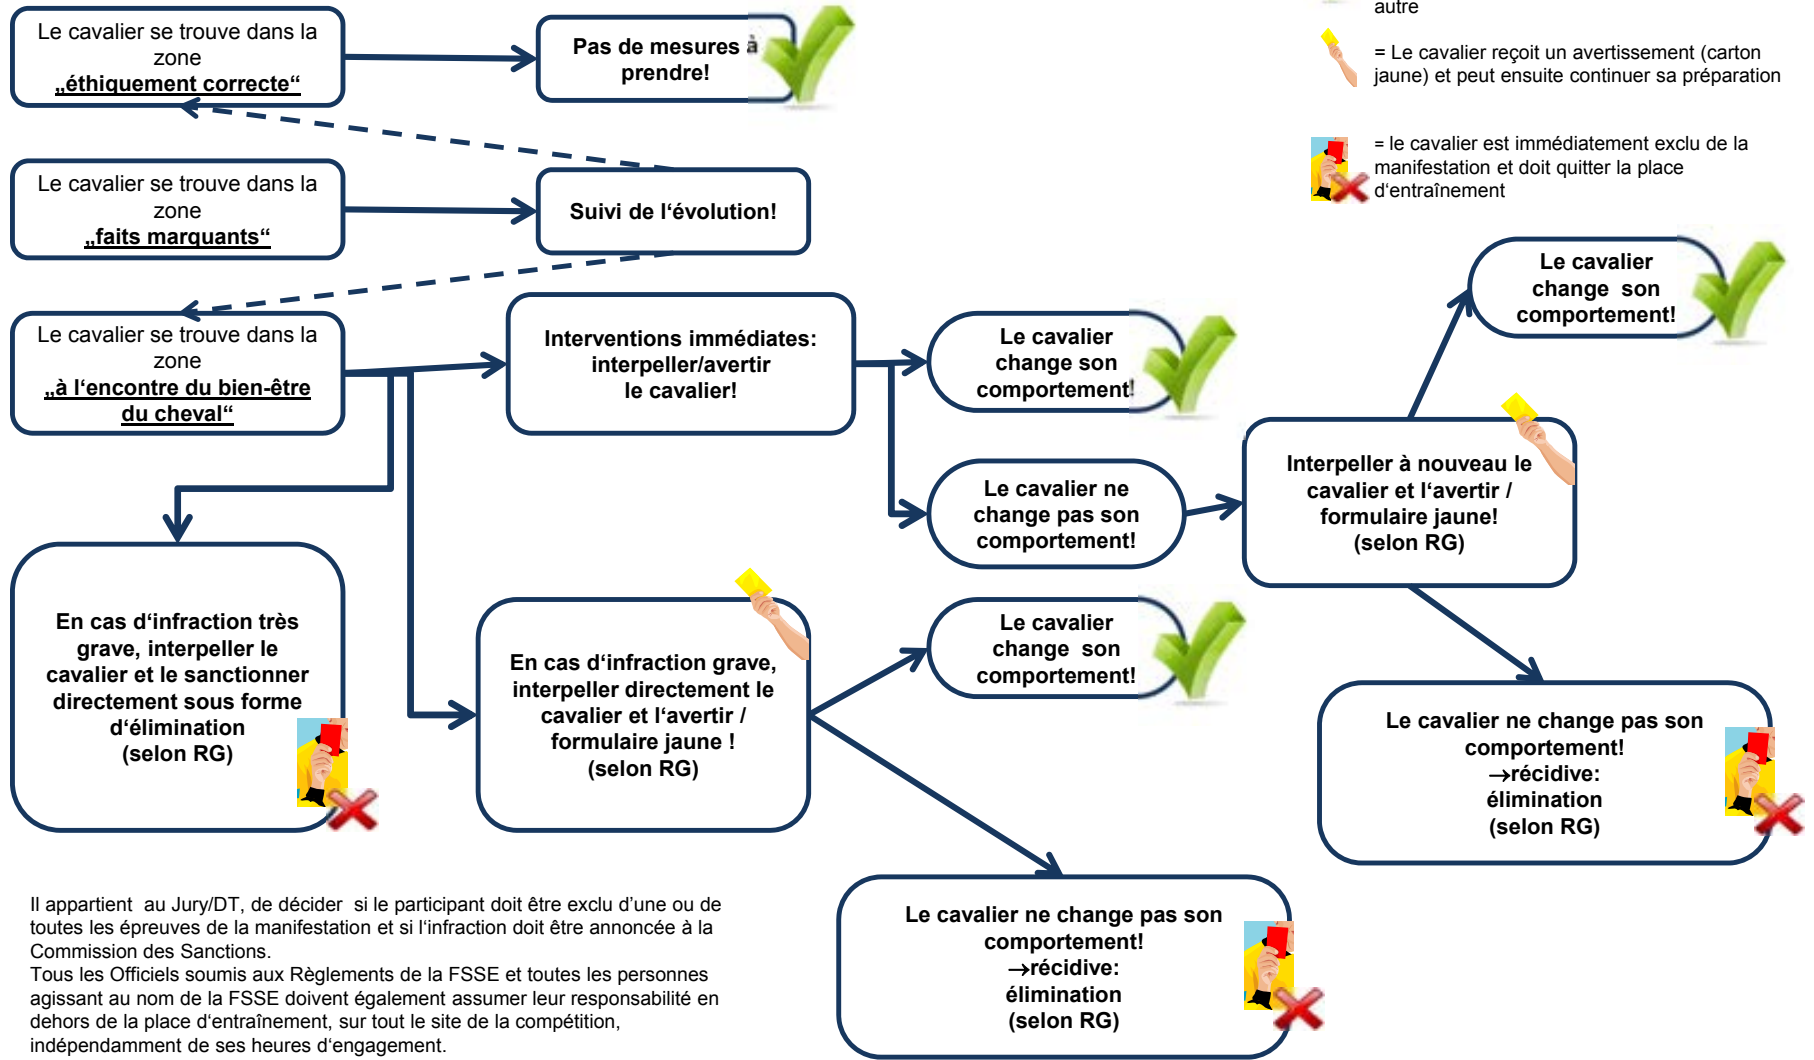 autre
= Le cavalier reçoit un avertissement (carton
jaune) et peut ensuite continuer sa préparation
= le cavalier est immédiatement exclu de la
manifestation et doit quitter la place
d‘entraînement
Le cavalier se trouve dans la
zone
„éthiquement correcte“
Pas de mesures à
prendre!
Le cavalier se trouve dans la
zone
„faits marquants“
Suivi de l‘évolution!
Le cavalier se trouve dans la
zone
„à l‘encontre du bien-être
du cheval“
Interventions immédiates:
interpeller/avertir
le cavalier!
Le cavalier
change son
comportement!
Le cavalier
change  son
comportement!
Le cavalier ne
change pas son
comportement!
Interpeller à nouveau le
cavalier et l‘avertir /
formulaire jaune!
(selon RG)
En cas d‘infraction très
grave, interpeller le
cavalier et le sanctionner
directement sous forme
d‘élimination
(selon RG)
En cas d‘infraction grave,
interpeller directement le
cavalier et l‘avertir /
formulaire jaune !
(selon RG)
Le cavalier
change  son
comportement!
Le cavalier ne change pas son
comportement!
→récidive:
élimination
(selon RG)
Le cavalier ne change pas son
comportement!
→récidive:
élimination
(selon RG)
Il appartient  au Jury/DT, de décider  si le participant doit être exclu d’une ou de
toutes les épreuves de la manifestation et si l‘infraction doit être annoncée à la
Commission des Sanctions.
Tous les Officiels soumis aux Règlements de la FSSE et toutes les personnes
agissant au nom de la FSSE doivent également assumer leur responsabilité en
dehors de la place d‘entraînement, sur tout le site de la compétition,
indépendamment de ses heures d‘engagement.